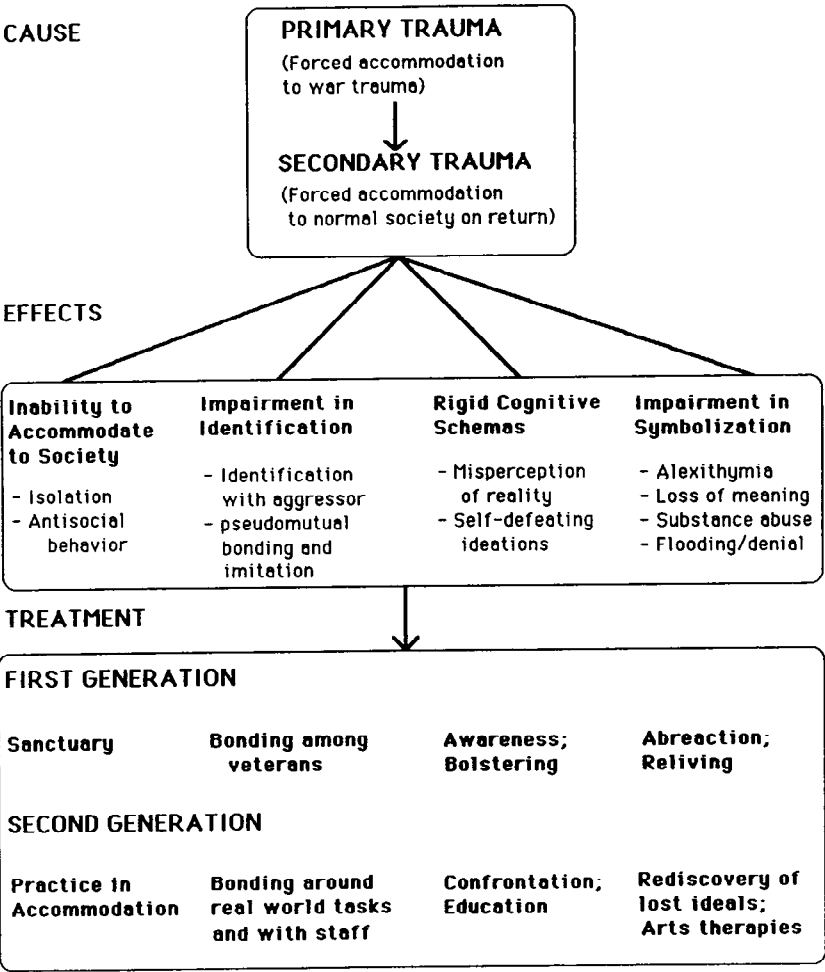 CAUSE
PRIMARY TRAUMA
(Forced accommodation
to war trauma)
SECONDARY TRAUMA
(Forced accommodation
to normal society on return)
EFFECTS
Inability to
Accommodate
to Society
- Isolation
- Antisocial
behavior
Impairment in
Identification
- Identification
with aggressor
- pseudomutual
bonding and
imitation
Rigid Cognitive
Schemas
- Misperception
of reality
- Self-defeating
ideations
Impairment in
Symbolization
- Alexithymia
- Loss of meaning
- Substance abuse
- Flooding/denial
TREATMENT
FIRST GENERATION
Sanctuary
Bonding among
veterans
Awareness;
Bolstering
Abreaction;
Reliving
SECOND GENERATION
Practice in
Accommodation
Bonding around
real world tasks
and with staff
Confrontation;
Education
Rediscovery of
lost ideals;
Arts therapies